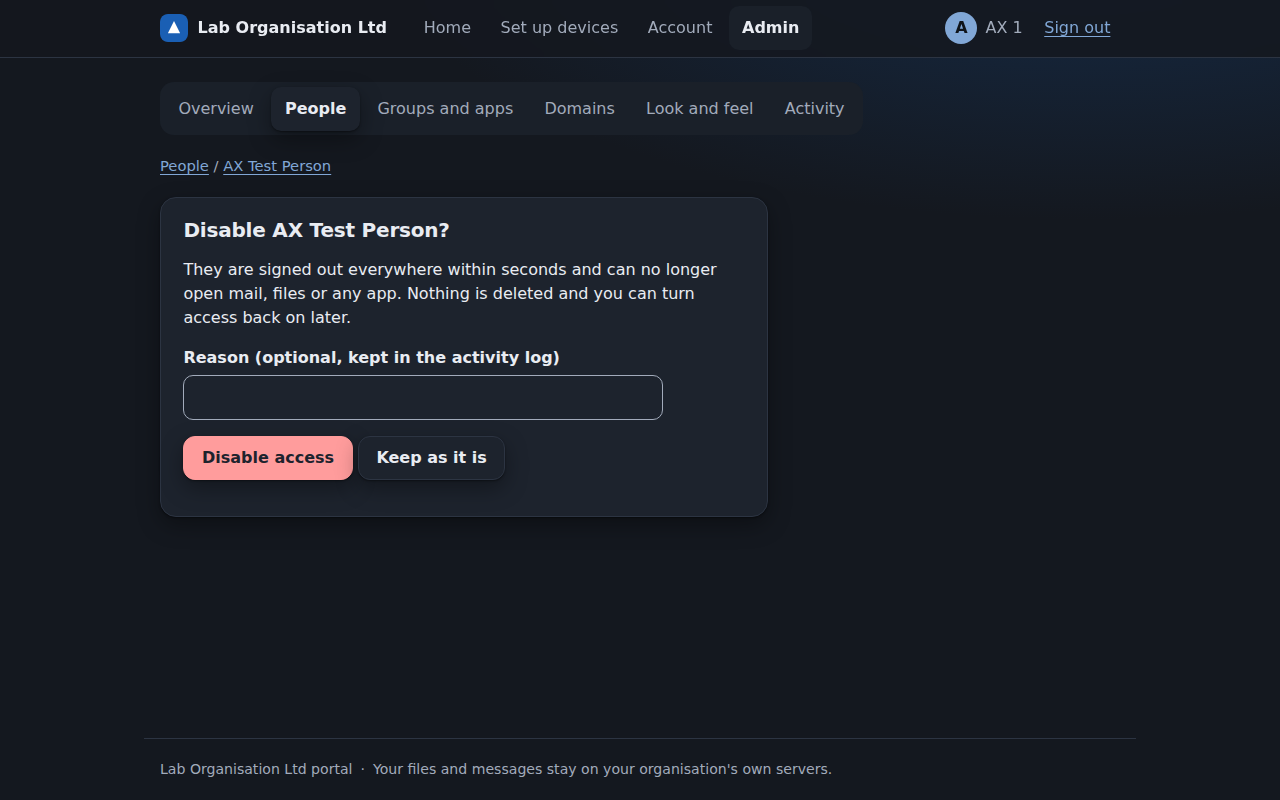 Lab Organisation Ltd Home Set up devices Account Admin A AX 1 Sign out
Overview People Groups and apps Domains Look and feel Activity
People / AX Test Person
Disable AX Test Person?
They are signed out everywhere within seconds and can no longer
open mail, files or any app. Nothing is deleted and you can turn
access back on later.
Reason (optional, kept in the activity log)
Disable access Keep as it is
Lab Organisation Ltd portal · Your files and messages stay on your organisation's own servers.